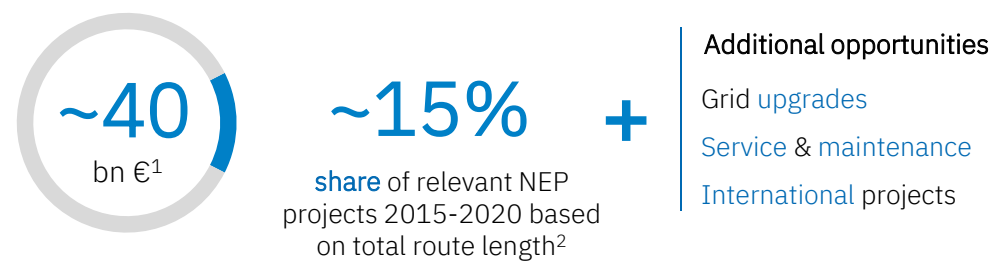 ~40
bn €¹
~15%
share of relevant NEP
projects 2015-2020 based
on total route length²
+
Additional opportunities
Grid upgrades
Service & maintenance
International projects